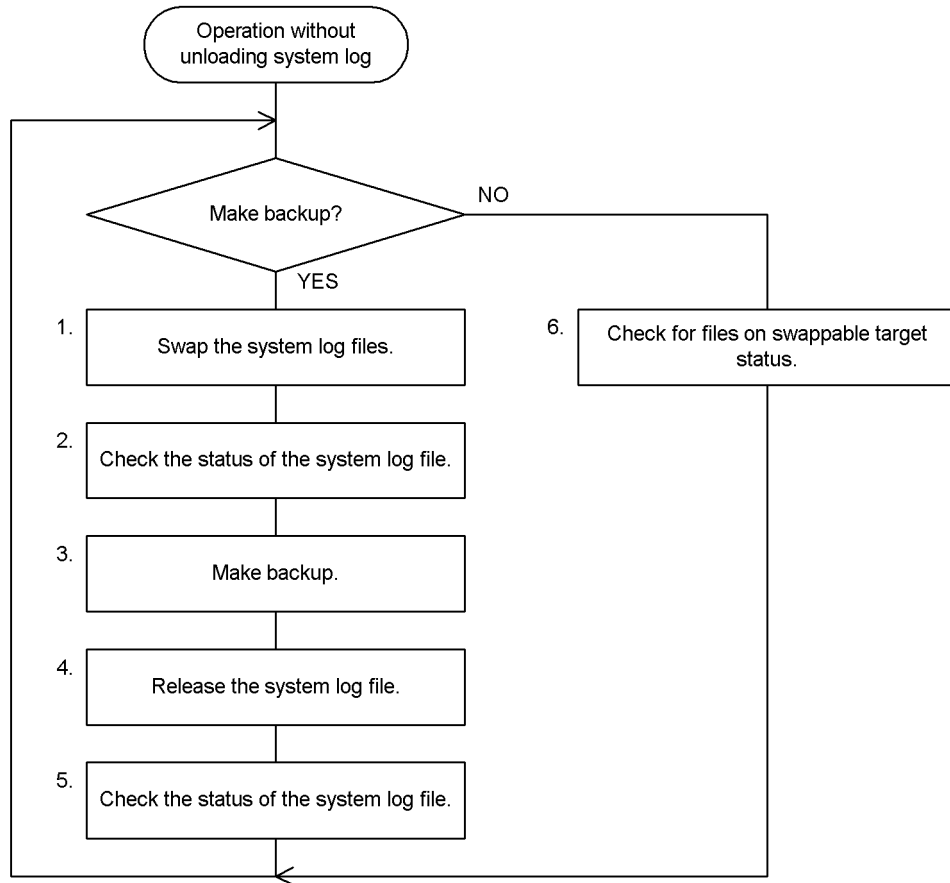 Operation without
unloading system log
Make backup?
NO
YES
1.
Swap the system log files.
6.
Check for files on swappable target
status.
2.
Check the status of the system log file.
3.
Make backup.
4.
Release the system log file.
5.
Check the status of the system log file.